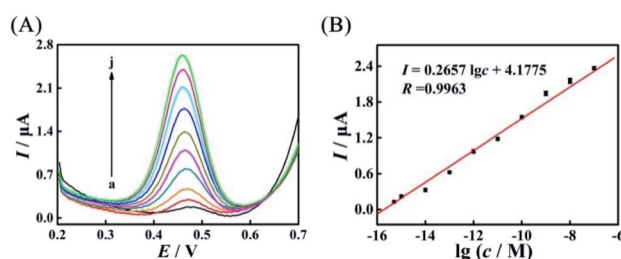 (A)
2.8
2.1
1.4
0.7
0.0
I / μA
j
a
0.2 0.3 0.4 0.5 0.6 0.7
E / V
(B)
2.4
1.8
1.2
0.6
0.0
I / μA
I = 0.2657 lgc + 4.1775
R =0.9963
-16 -14 -12 -10 -8 -6
lg (c / M)